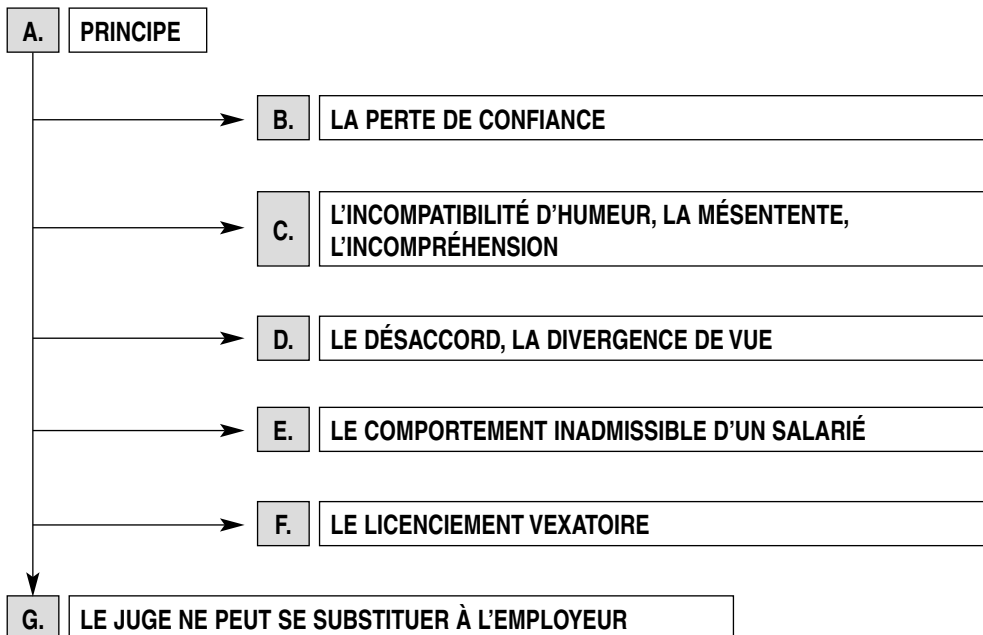 A. PRINCIPE
B. LA PERTE DE CONFIANCE
C. L’INCOMPATIBILITÉ D’HUMEUR, LA MÉSENTENTE,
L’INCOMPRÉHENSION
D. LE DÉSACCORD, LA DIVERGENCE DE VUE
E. LE COMPORTEMENT INADMISSIBLE D’UN SALARIÉ
F. LE LICENCIEMENT VEXATOIRE
G. LE JUGE NE PEUT SE SUBSTITUER À L’EMPLOYEUR